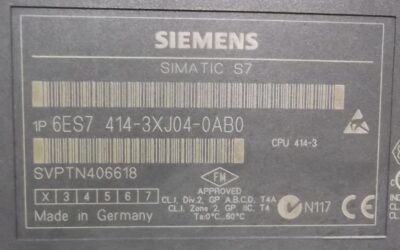 SIEMENS
SIMATIC S7
1P 6ES7 414-3XJ04-0AB0
CPU 414-3
SVPTN406618
X 3 4 5 6 7
Made in Germany
FM
APPROVED
CL.I, Div.2, GP A.B.C.D, T4A
CL.I, Zone 2, GP IIC, T4
Ta:0°C...60°C
N117